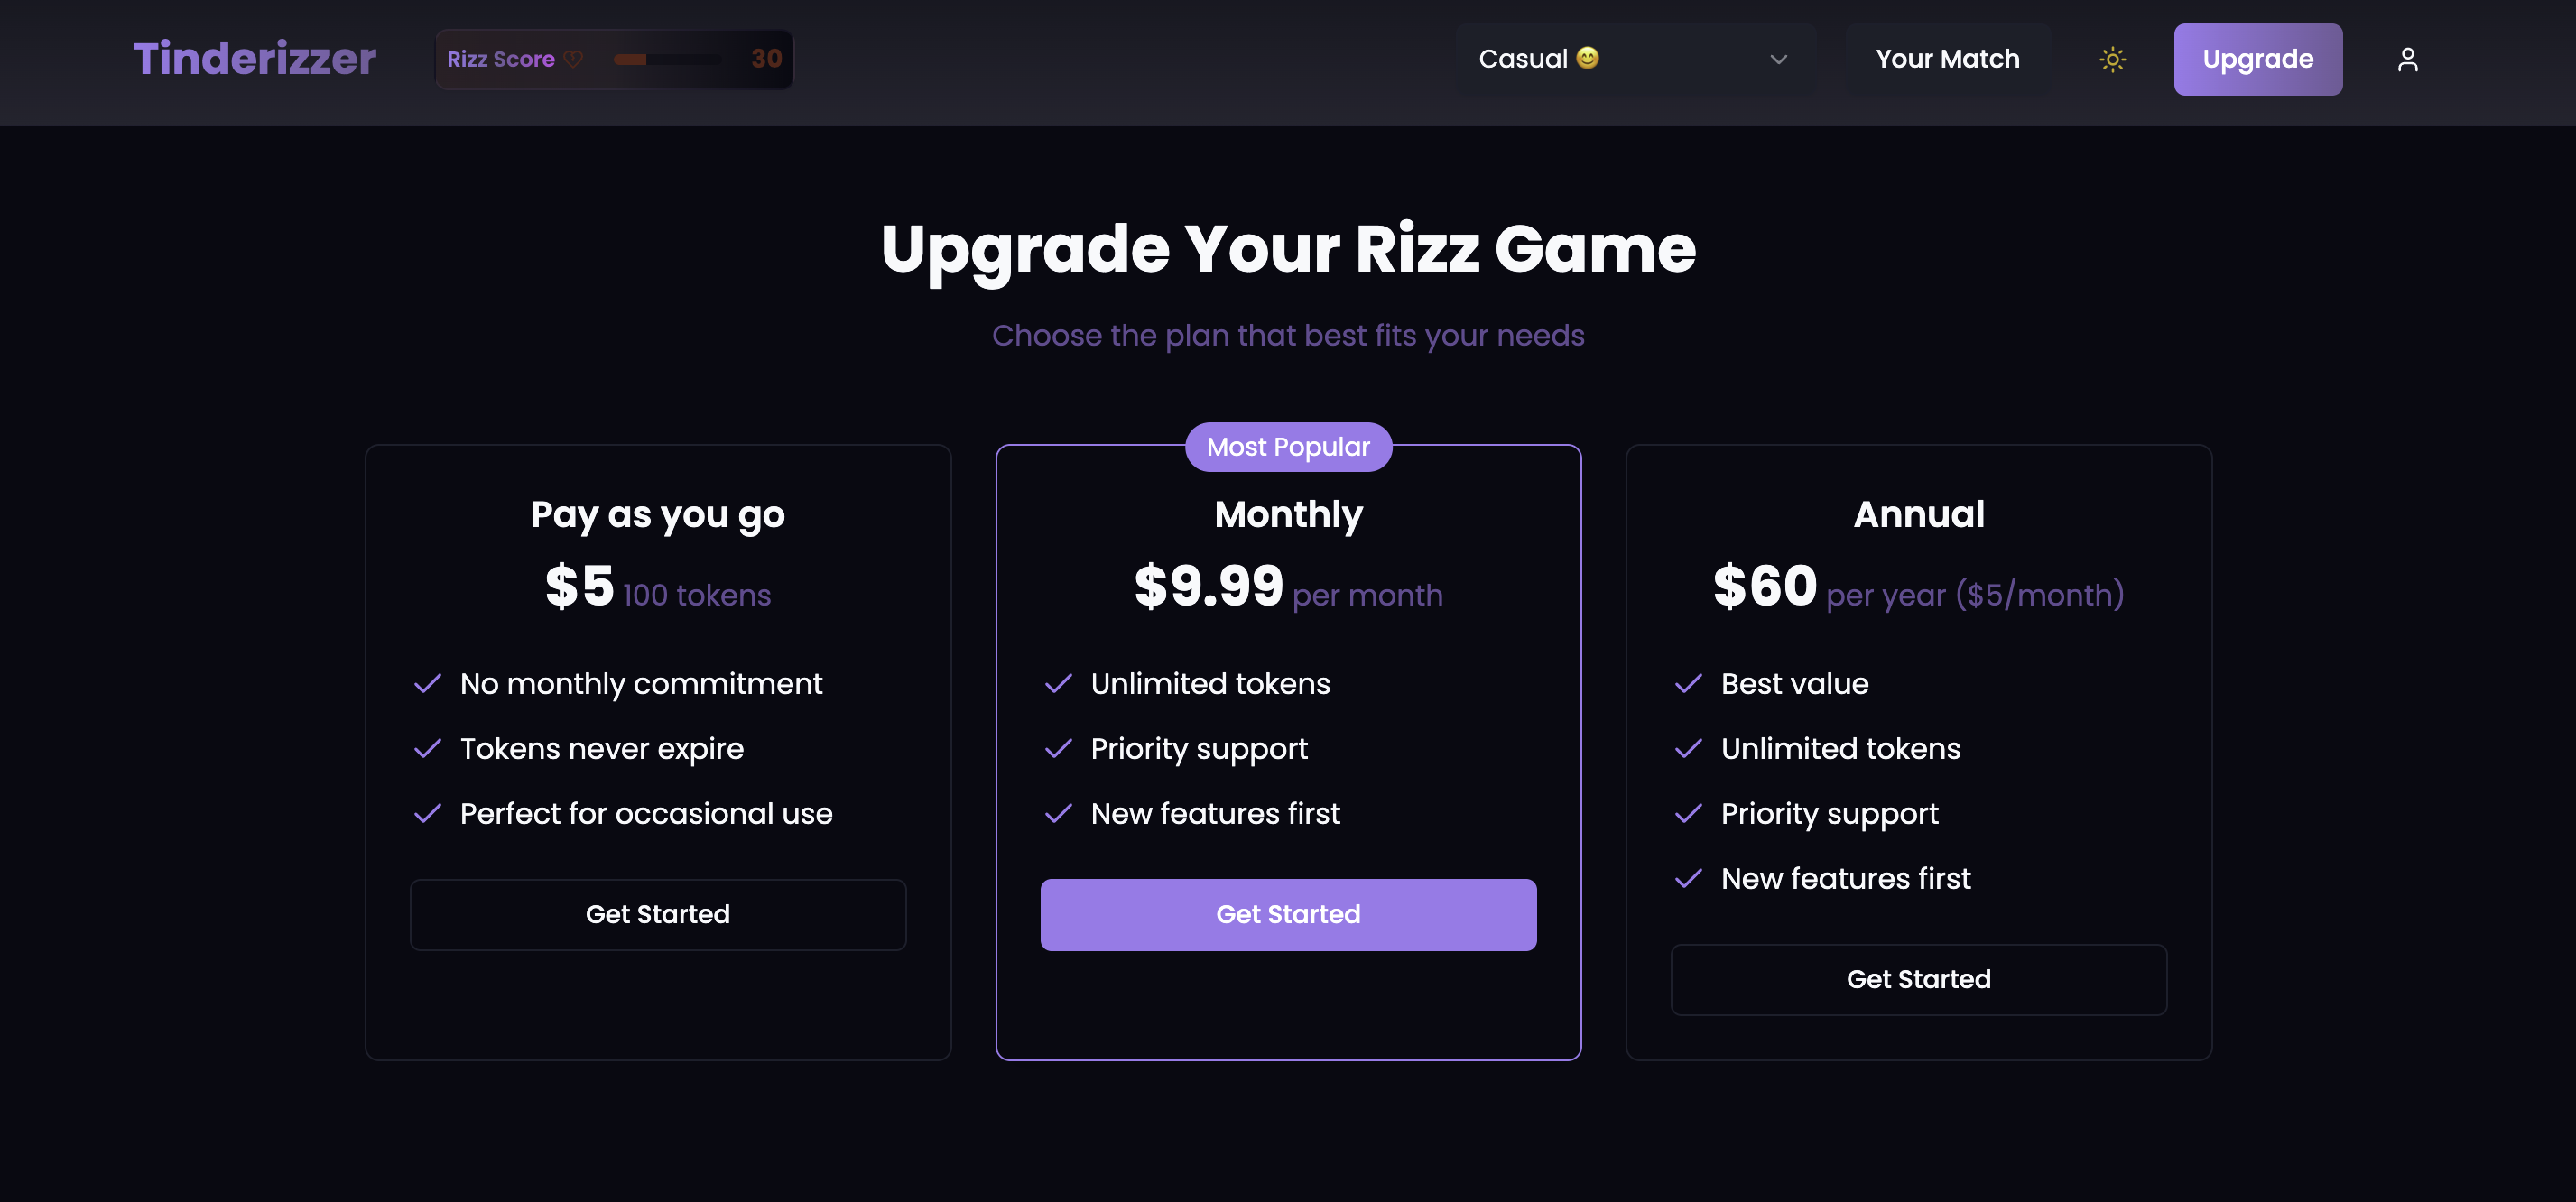 Tinderizzer
Rizz Score
30
Casual 😊
Your Match
Upgrade
Upgrade Your Rizz Game
Choose the plan that best fits your needs
Pay as you go
$5 100 tokens
No monthly commitment
Tokens never expire
Perfect for occasional use
Get Started
Most Popular
Monthly
$9.99 per month
Unlimited tokens
Priority support
New features first
Get Started
Annual
$60 per year ($5/month)
Best value
Unlimited tokens
Priority support
New features first
Get Started